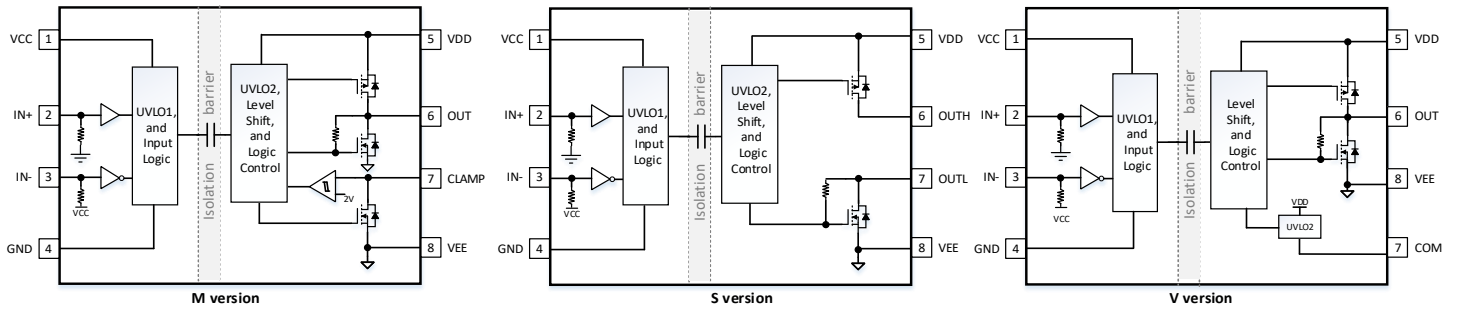 VCC 1
IN+ 2
IN- 3
GND 4
VCC
UVLO1,
and
Input
Logic
Isolation barrier
UVLO2,
Level
Shift,
and
Logic
Control
2V
5 VDD
6 OUT
7 CLAMP
8 VEE
M version
VCC 1
IN+ 2
IN- 3
GND 4
VCC
UVLO1,
and
Input
Logic
Isolation barrier
UVLO2,
Level
Shift,
and
Logic
Control
5 VDD
6 OUTH
7 OUTL
8 VEE
S version
VCC 1
IN+ 2
IN- 3
GND 4
VCC
UVLO1,
and
Input
Logic
Isolation barrier
Level
Shift,
and
Logic
Control
VDD
UVLO2
5 VDD
6 OUT
8 VEE
7 COM
V version